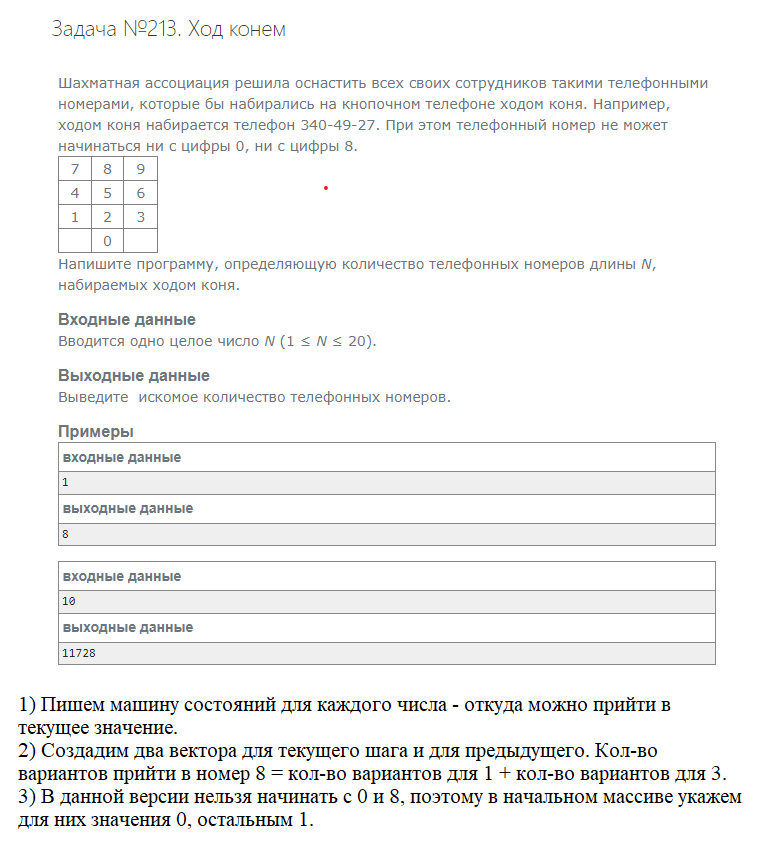 Задача №213. Ход конем
Шахматная ассоциация решила оснастить всех своих сотрудников такими телефонными
номерами, которые бы набирались на кнопочном телефоне ходом коня. Например,
ходом коня набирается телефон 340-49-27. При этом телефонный номер не может
начинаться ни с цифры 0, ни с цифры 8.
7 8 9
4 5 6
1 2 3
0
Напишите программу, определяющую количество телефонных номеров длины N,
набираемых ходом коня.
Входные данные
Вводится одно целое число N (1 ≤ N ≤ 20).
Выходные данные
Выведите искомое количество телефонных номеров.
Примеры
входные данные
1
выходные данные
8
входные данные
10
выходные данные
11728
1) Пишем машину состояний для каждого числа - откуда можно прийти в
текущее значение.
2) Создадим два вектора для текущего шага и для предыдущего. Кол-во
вариантов прийти в номер 8 = кол-во вариантов для 1 + кол-во вариантов для 3.
3) В данной версии нельзя начинать с 0 и 8, поэтому в начальном массиве укажем
для них значения 0, остальным 1.